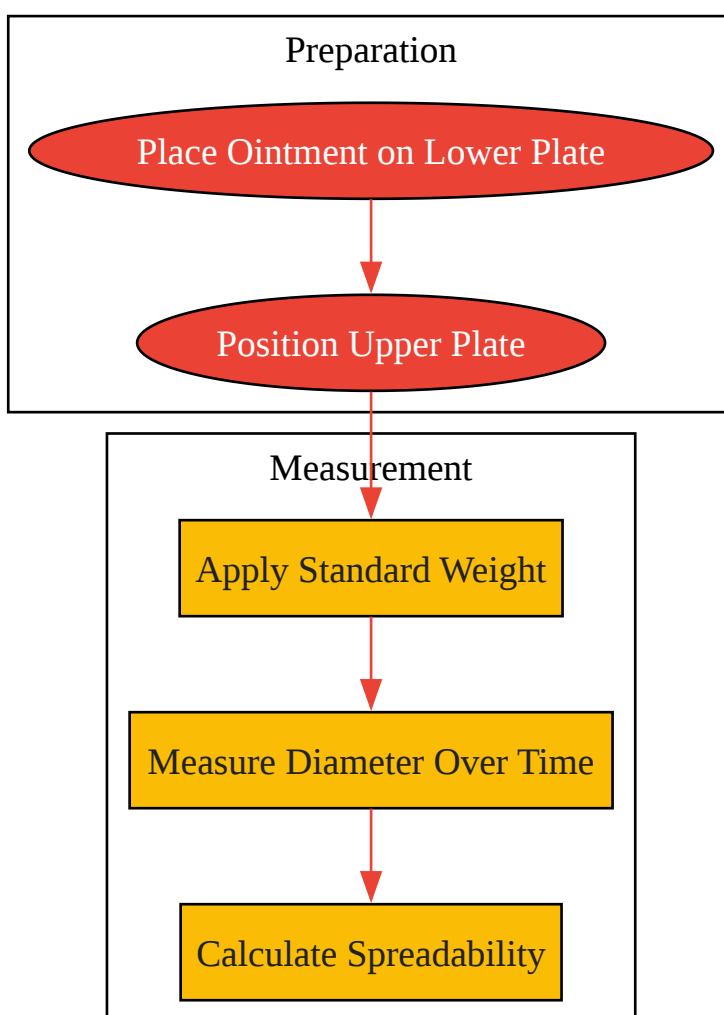 Preparation
Place Ointment on Lower Plate
Position Upper Plate
Measurement
Apply Standard Weight
Measure Diameter Over Time
Calculate Spreadability